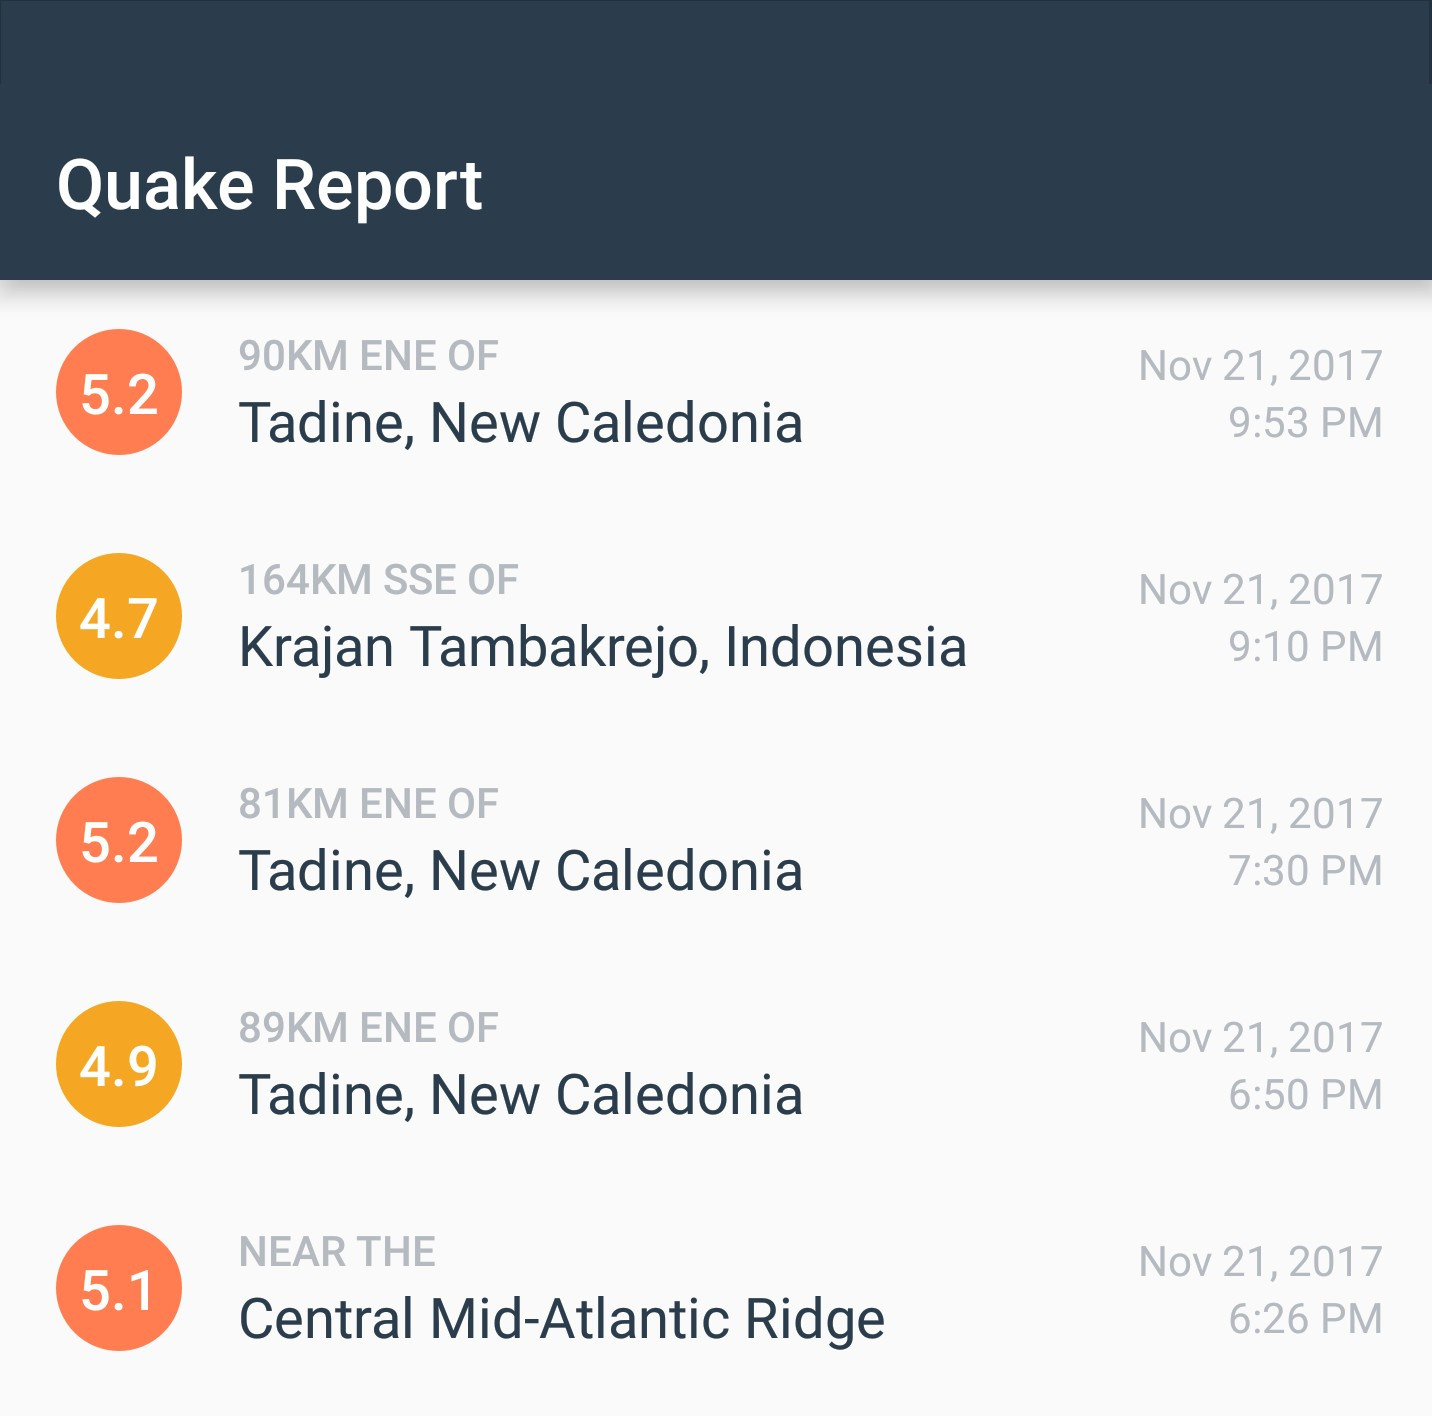 Quake Report
5.2
90KM ENE OF
Tadine, New Caledonia
Nov 21, 2017
9:53 PM
4.7
164KM SSE OF
Krajan Tambakrejo, Indonesia
Nov 21, 2017
9:10 PM
5.2
81KM ENE OF
Tadine, New Caledonia
Nov 21, 2017
7:30 PM
4.9
89KM ENE OF
Tadine, New Caledonia
Nov 21, 2017
6:50 PM
5.1
NEAR THE
Central Mid-Atlantic Ridge
Nov 21, 2017
6:26 PM